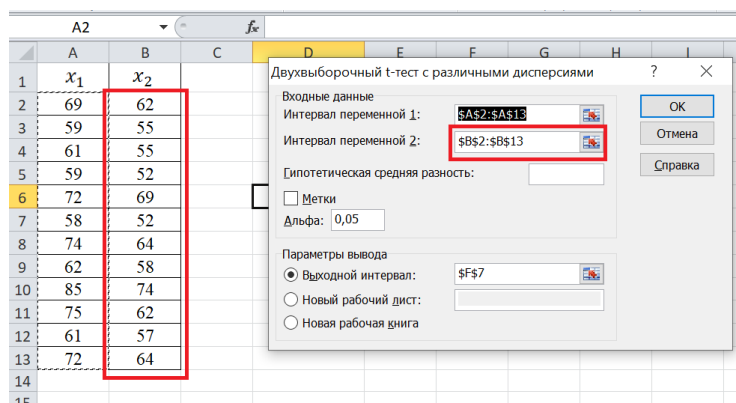 A2
fx
A B C D E F G H I
1 x₁ x₂
2 69 62
3 59 55
4 61 55
5 59 52
6 72 69
7 58 52
8 74 64
9 62 58
10 85 74
11 75 62
12 61 57
13 72 64
14
15
Двухвыборочный t-тест с различными дисперсиями ? ×
Входные данные
Интервал переменной 1: $A$2:$A$13
Интервал переменной 2: $B$2:$B$13
Гипотетическая средняя разность:
Метки
Альфа: 0,05
Параметры вывода
Выходной интервал: $F$7
Новый рабочий лист:
Новая рабочая книга
ОК
Отмена
Справка